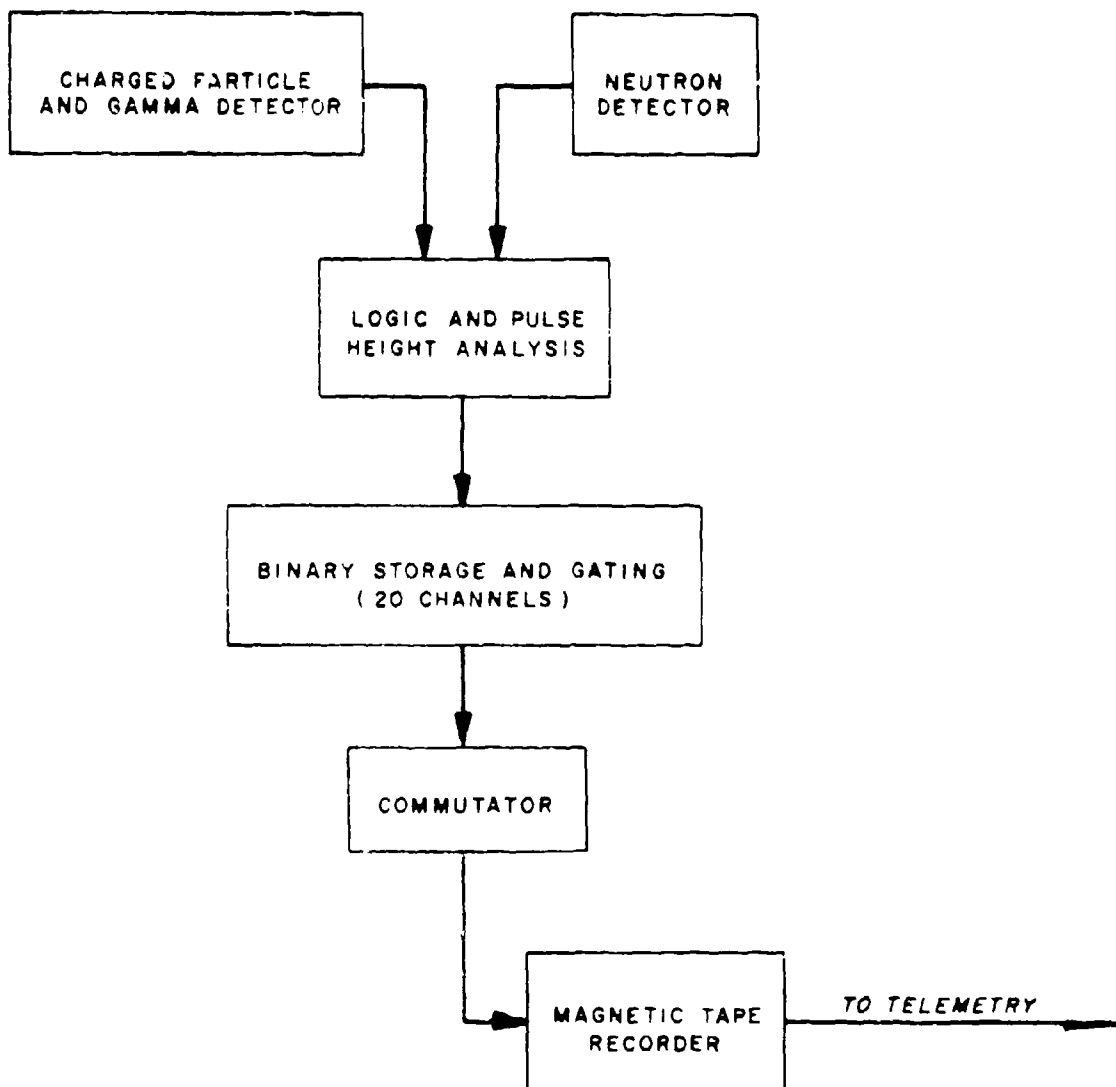 CHARGED PARTICLE
AND GAMMA DETECTOR
NEUTRON
DETECTOR
LOGIC AND PULSE
HEIGHT ANALYSIS
BINARY STORAGE AND GATING
( 20 CHANNELS )
COMMUTATOR
MAGNETIC TAPE
RECORDER
TO TELEMETRY